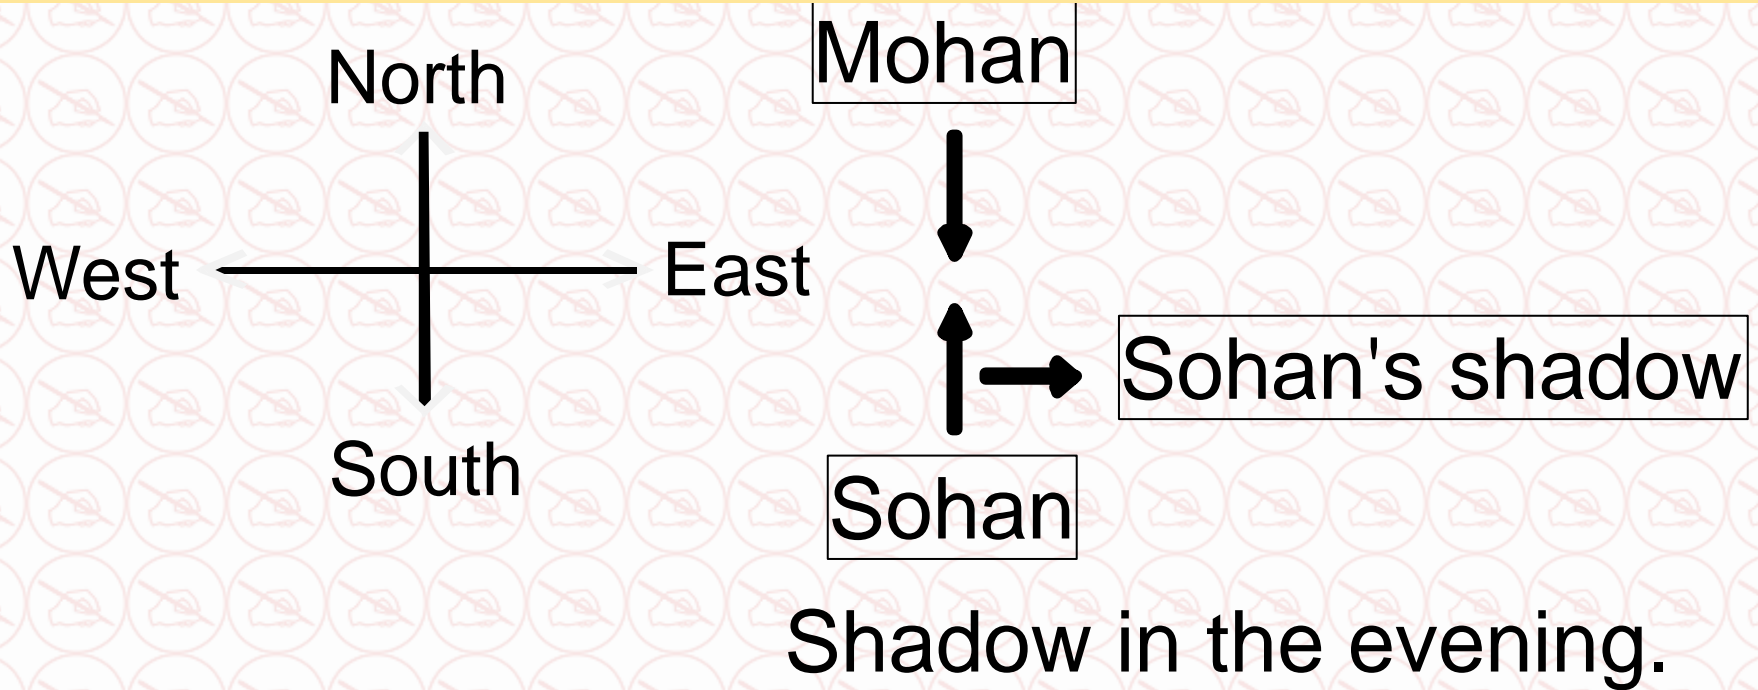 North
West
East
South
Mohan
Sohan's shadow
Sohan
Shadow in the evening.